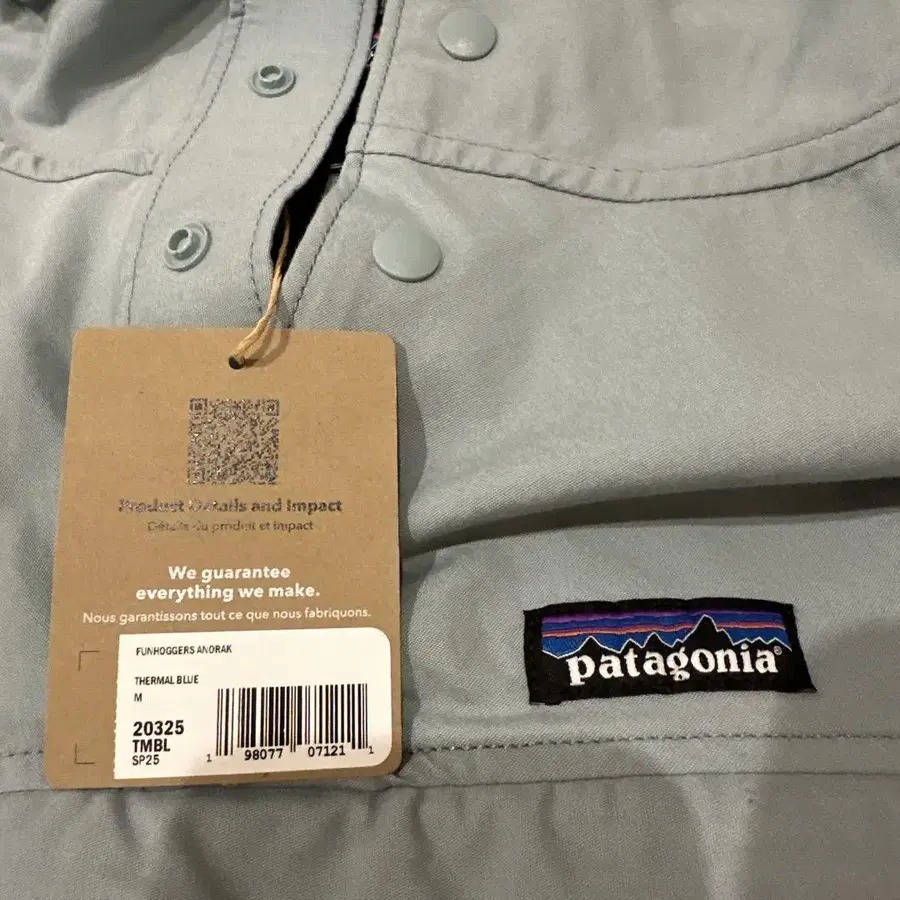 Product Details and Impact
Détails du produit et impact
We guarantee
everything we make.
Nous garantissons tout ce que nous fabriquons.
FUNHOGGERS ANORAK
THERMAL BLUE
M
20325
TMBL
SP25
1 98077 07121 1
patagonia®